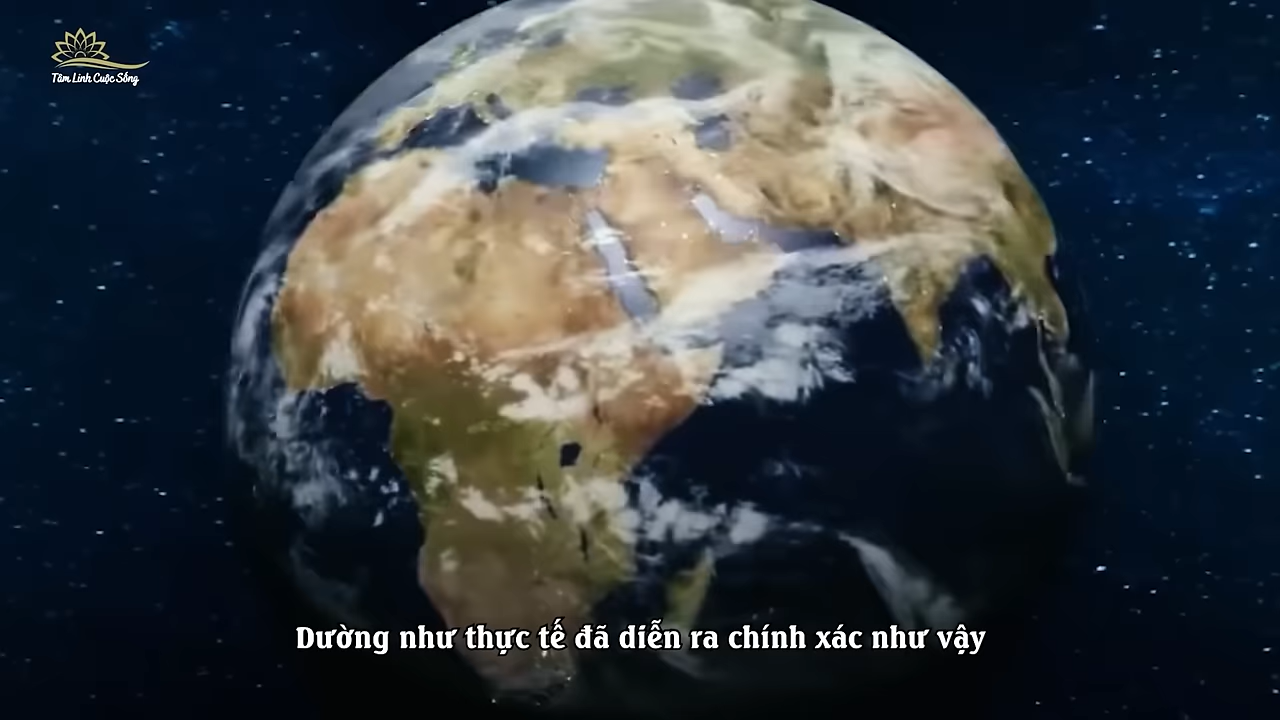 Tâm Linh Cuộc Sống
Dường như thực tế đã diễn ra chính xác như vậy